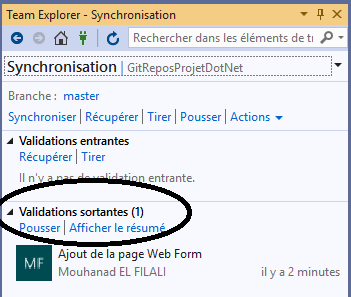 Team Explorer - Synchronisation
Rechercher dans les éléments de tr
Synchronisation | GitReposProjetDotNet
Branche : master
Synchroniser | Récupérer | Tirer | Pousser | Actions
Validations entrantes
Récupérer | Tirer
Il n'y a pas de validation entrante.
Validations sortantes (1)
Pousser | Afficher le résumé
MF
Ajout de la page Web Form
Mouhanad EL FILALI
il y a 2 minutes